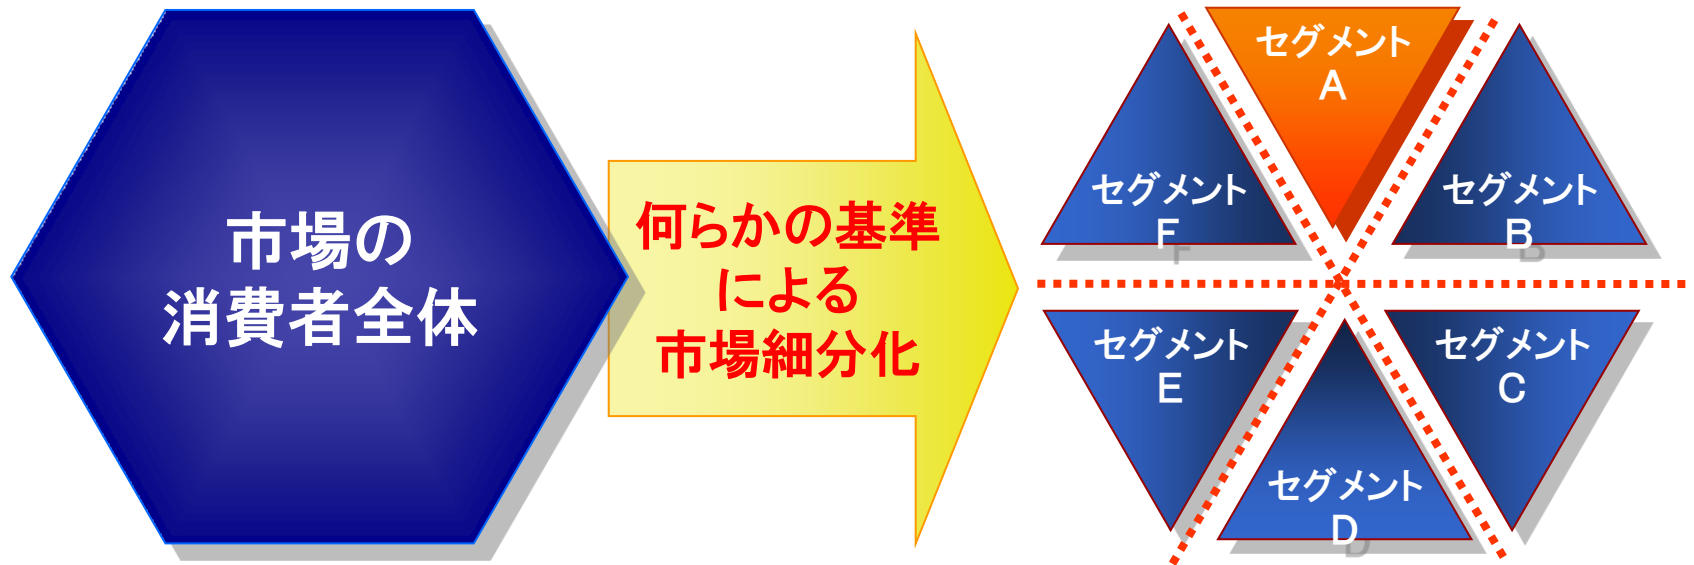 市場の
消費者全体
何らかの基準
による
市場細分化
セグメント
A
セグメント
B
セグメント
C
セグメント
D
セグメント
E
セグメント
F